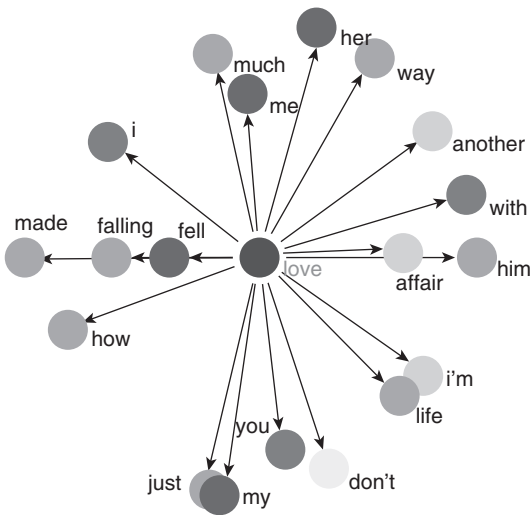 her
much
way
me
i
another
with
made
falling
fell
love
him
affair
how
i'm
life
you
just
my
don't